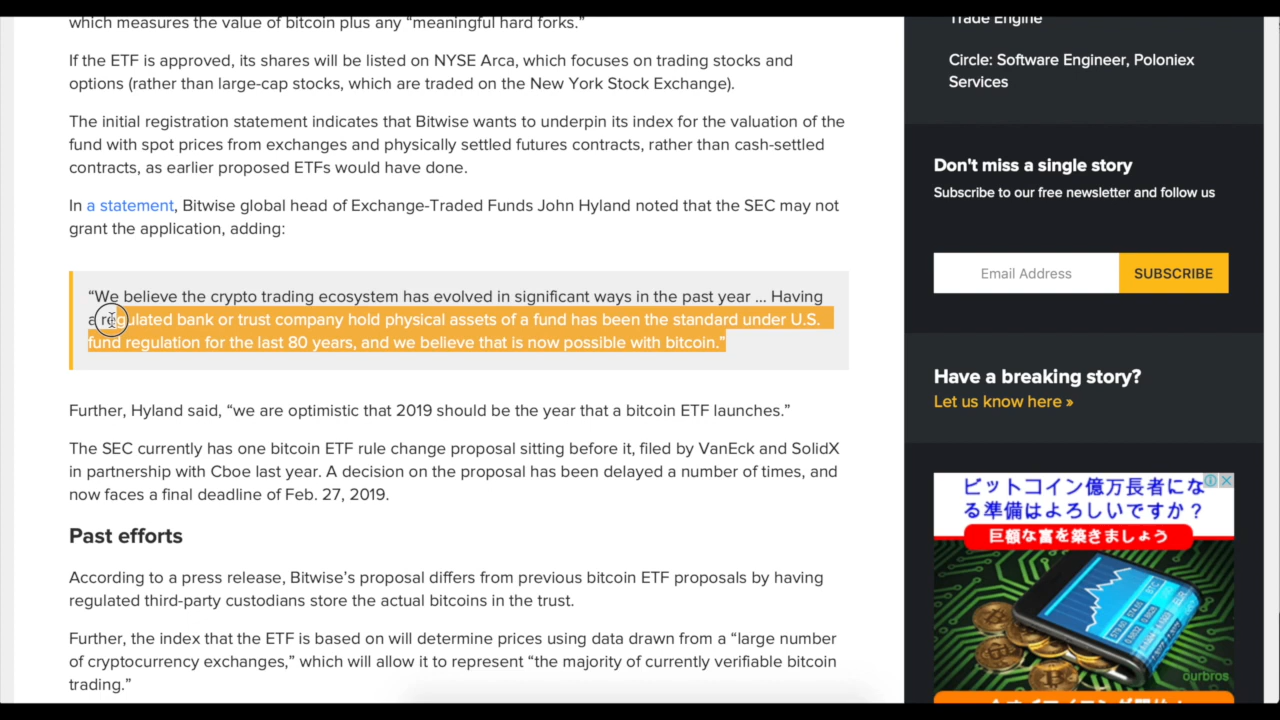 which measures the value of bitcoin plus any “meaningful hard forks.”
If the ETF is approved, its shares will be listed on NYSE Arca, which focuses on trading stocks and
options (rather than large-cap stocks, which are traded on the New York Stock Exchange).
The initial registration statement indicates that Bitwise wants to underpin its index for the valuation of the
fund with spot prices from exchanges and physically settled futures contracts, rather than cash-settled
contracts, as earlier proposed ETFs would have done.
In a statement, Bitwise global head of Exchange-Traded Funds John Hyland noted that the SEC may not
grant the application, adding:
“We believe the crypto trading ecosystem has evolved in significant ways in the past year ... Having
a regulated bank or trust company hold physical assets of a fund has been the standard under U.S.
fund regulation for the last 80 years, and we believe that is now possible with bitcoin.”
Further, Hyland said, “we are optimistic that 2019 should be the year that a bitcoin ETF launches.”
The SEC currently has one bitcoin ETF rule change proposal sitting before it, filed by VanEck and SolidX
in partnership with Cboe last year. A decision on the proposal has been delayed a number of times, and
now faces a final deadline of Feb. 27, 2019.
Past efforts
According to a press release, Bitwise’s proposal differs from previous bitcoin ETF proposals by having
regulated third-party custodians store the actual bitcoins in the trust.
Further, the index that the ETF is based on will determine prices using data drawn from a “large number
of cryptocurrency exchanges,” which will allow it to represent “the majority of currently verifiable bitcoin
trading.”
Trade Engine
Circle: Software Engineer, Poloniex
Services
Don't miss a single story
Subscribe to our free newsletter and follow us
Email Address
SUBSCRIBE
Have a breaking story?
Let us know here »
ビットコイン億万長者にな
る準備はよろしいですか？
巨額な富を築きましょう
ourbros